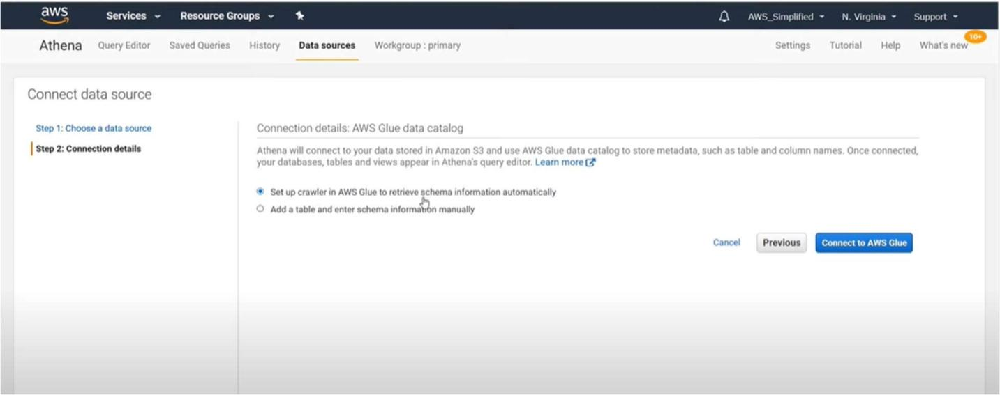 aws Services Resource Groups AWS_Simplified N. Virginia Support
Athena Query Editor Saved Queries History Data sources Workgroup : primary Settings Tutorial Help What's new 10+
Connect data source
Step 1: Choose a data source
Step 2: Connection details
Connection details: AWS Glue data catalog
Athena will connect to your data stored in Amazon S3 and use AWS Glue data catalog to store metadata, such as table and column names. Once connected,
your databases, tables and views appear in Athena's query editor. Learn more
Set up crawler in AWS Glue to retrieve schema information automatically
Add a table and enter schema information manually
Cancel Previous Connect to AWS Glue